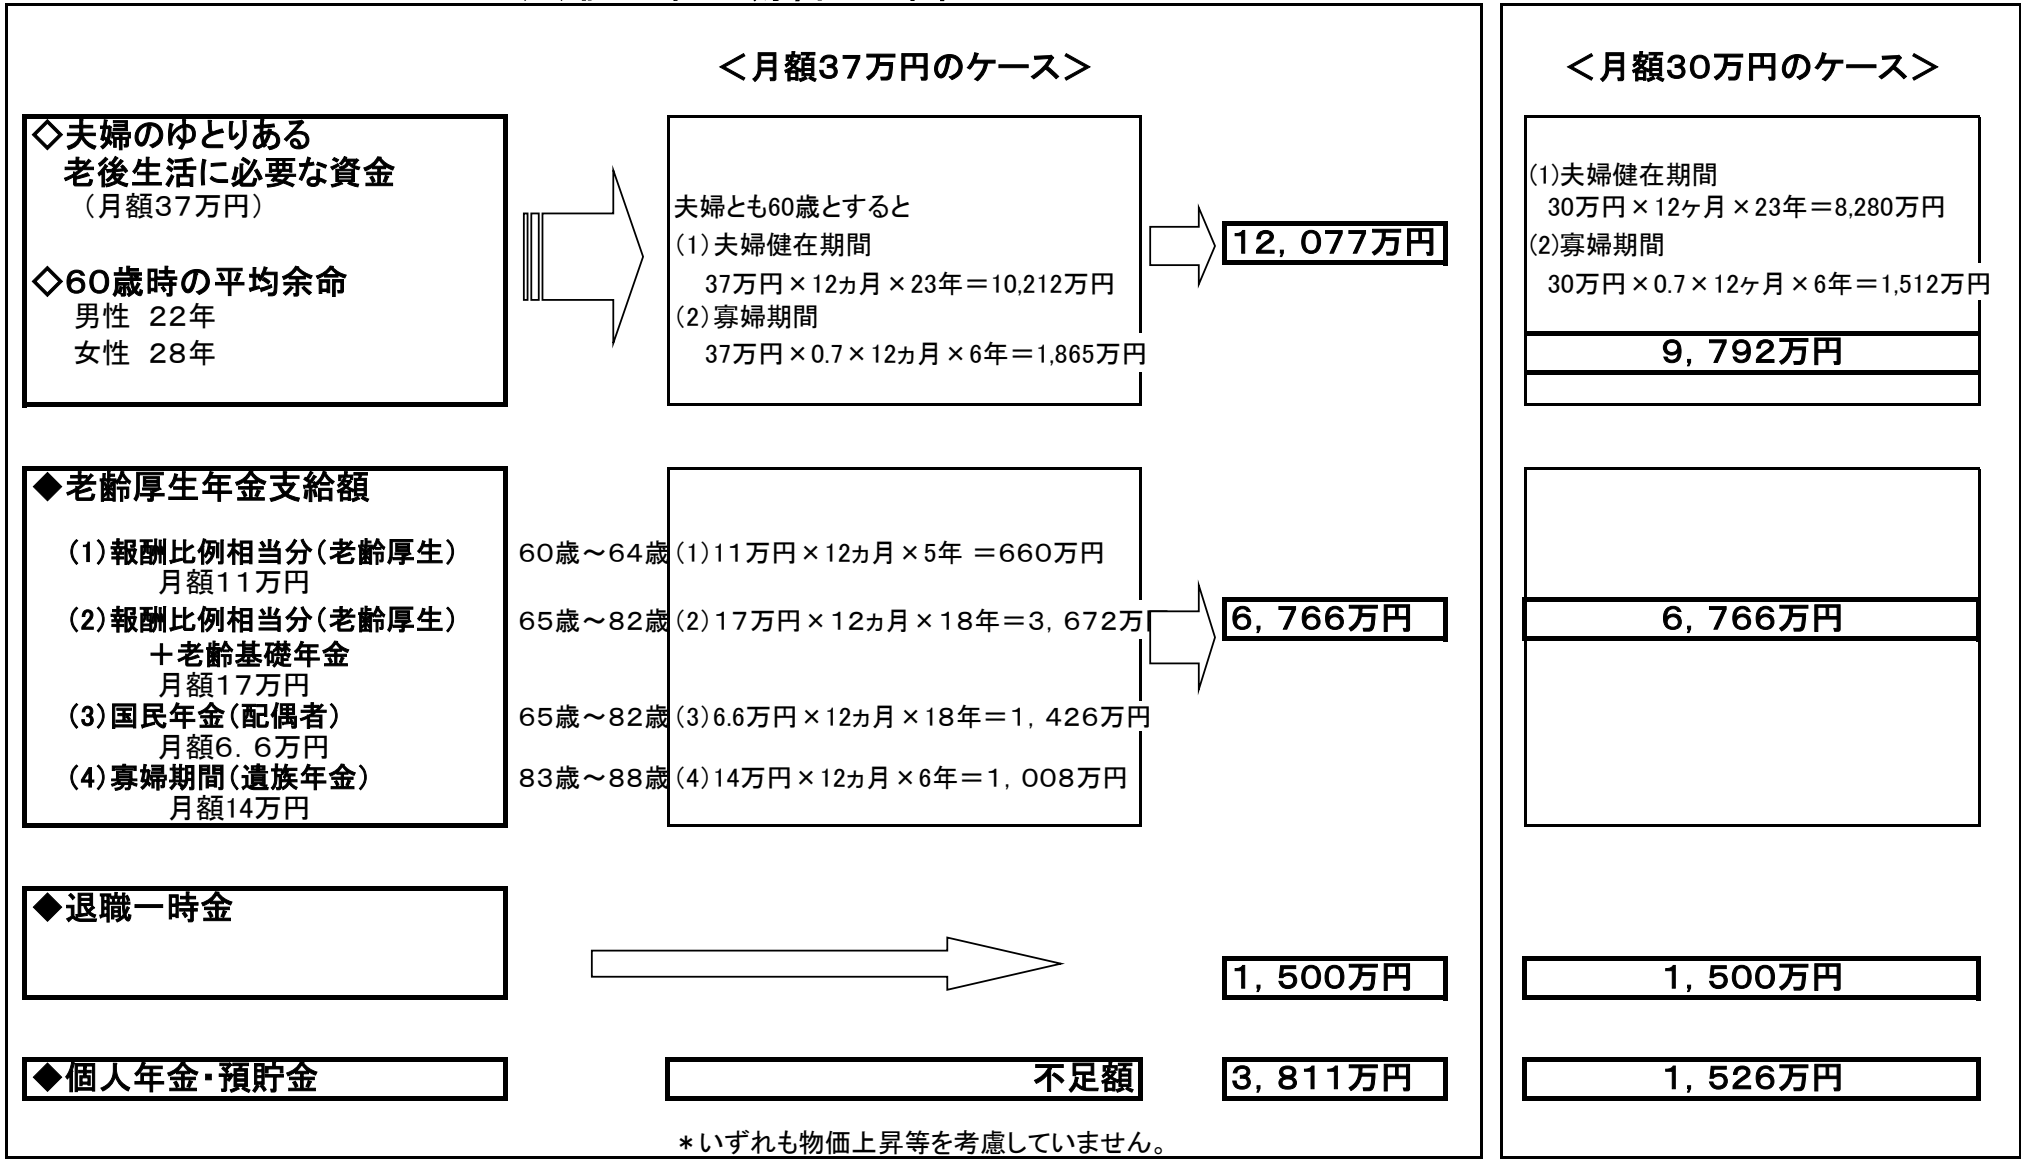 ＜月額３７万円のケース＞
＜月額３０万円のケース＞
◇夫婦のゆとりある
老後生活に必要な資金
（月額３７万円）
◇６０歳時の平均余命
男性　２２年
女性　２８年
夫婦とも60歳とすると
（１）夫婦健在期間
37万円×12ヵ月×23年＝10,212万円
（２）寡婦期間
37万円×0.7×12ヵ月×6年＝1,865万円
１２，０７７万円
(1)夫婦健在期間
30万円×12ヶ月×23年＝8,280万円
(2)寡婦期間
30万円×0.7×12ヶ月×6年＝1,512万円
９，７９２万円
◆老齢厚生年金支給額
（１）報酬比例相当分（老齢厚生）
月額１１万円
（２）報酬比例相当分（老齢厚生）
＋老齢基礎年金
月額１７万円
（３）国民年金（配偶者）
月額６．６万円
（４）寡婦期間（遺族年金）
月額14万円
６０歳～６４歳
（１）１１万円×12ヵ月×5年 ＝６６０万円
６５歳～８２歳
（２）１７万円×１２ヵ月×１８年＝３，６７２万
６５歳～８２歳
（３）6.6万円×12ヵ月×１８年＝１，４２６万円
８３歳～８８歳
（４）14万円×12ヵ月×6年＝１，００８万円
６，７６６万円
６，７６６万円
◆退職一時金
１，５００万円
１，５００万円
◆個人年金・預貯金
不足額
３，８１１万円
１，５２６万円
＊いずれも物価上昇等を考慮していません。